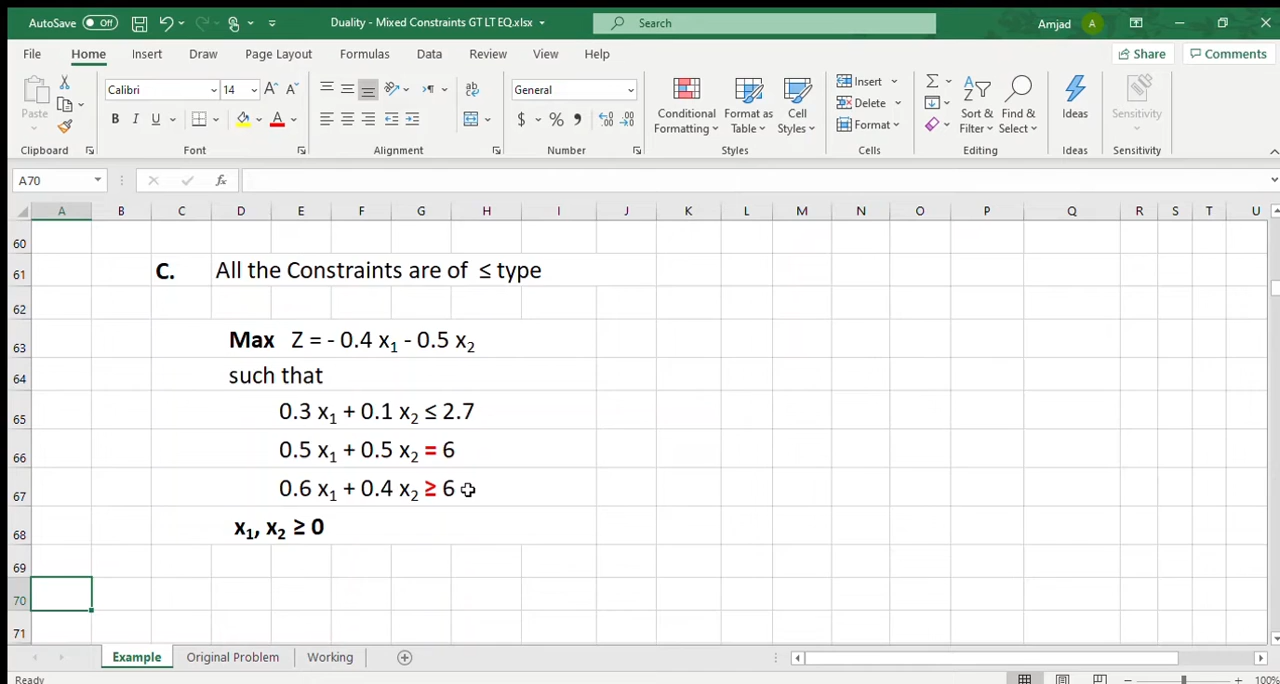 AutoSave Off Duality - Mixed Constraints GT LT EQ.xlsx Search Amjad A
File Home Insert Draw Page Layout Formulas Data Review View Help Share Comments
Paste Calibri 14 B I U A General $ % Conditional Formatting Format as Table Cell Styles Insert Delete Format Sort & Filter Find & Select Ideas Sensitivity
Clipboard Font Alignment Number Styles Cells Editing Ideas Sensitivity
A70 fx
A B C D E F G H I J K L M N O P Q R S T U
60
61 C. All the Constraints are of ≤ type
62
63 Max Z = - 0.4 x₁ - 0.5 x₂
64 such that
65 0.3 x₁ + 0.1 x₂ ≤ 2.7
66 0.5 x₁ + 0.5 x₂ = 6
67 0.6 x₁ + 0.4 x₂ ≥ 6
68 x₁, x₂ ≥ 0
69
70
71
Example Original Problem Working
Ready 100%